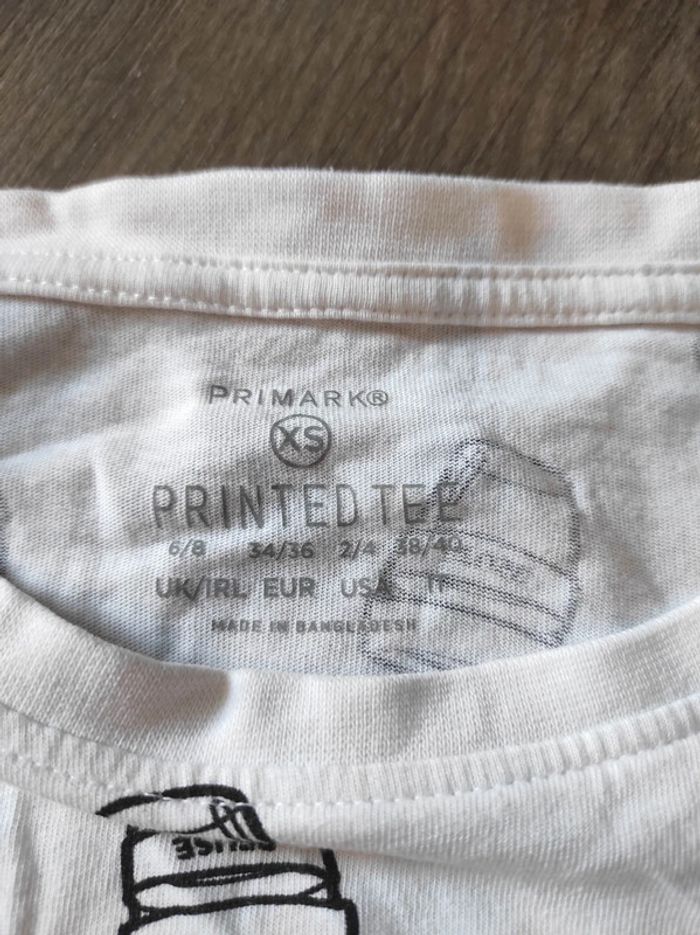 PRIMARK®
XS
PRINTED TEE
6/8 34/36 2/4 38/40
UK/IRL EUR USA IT
MADE IN BANGLADESH